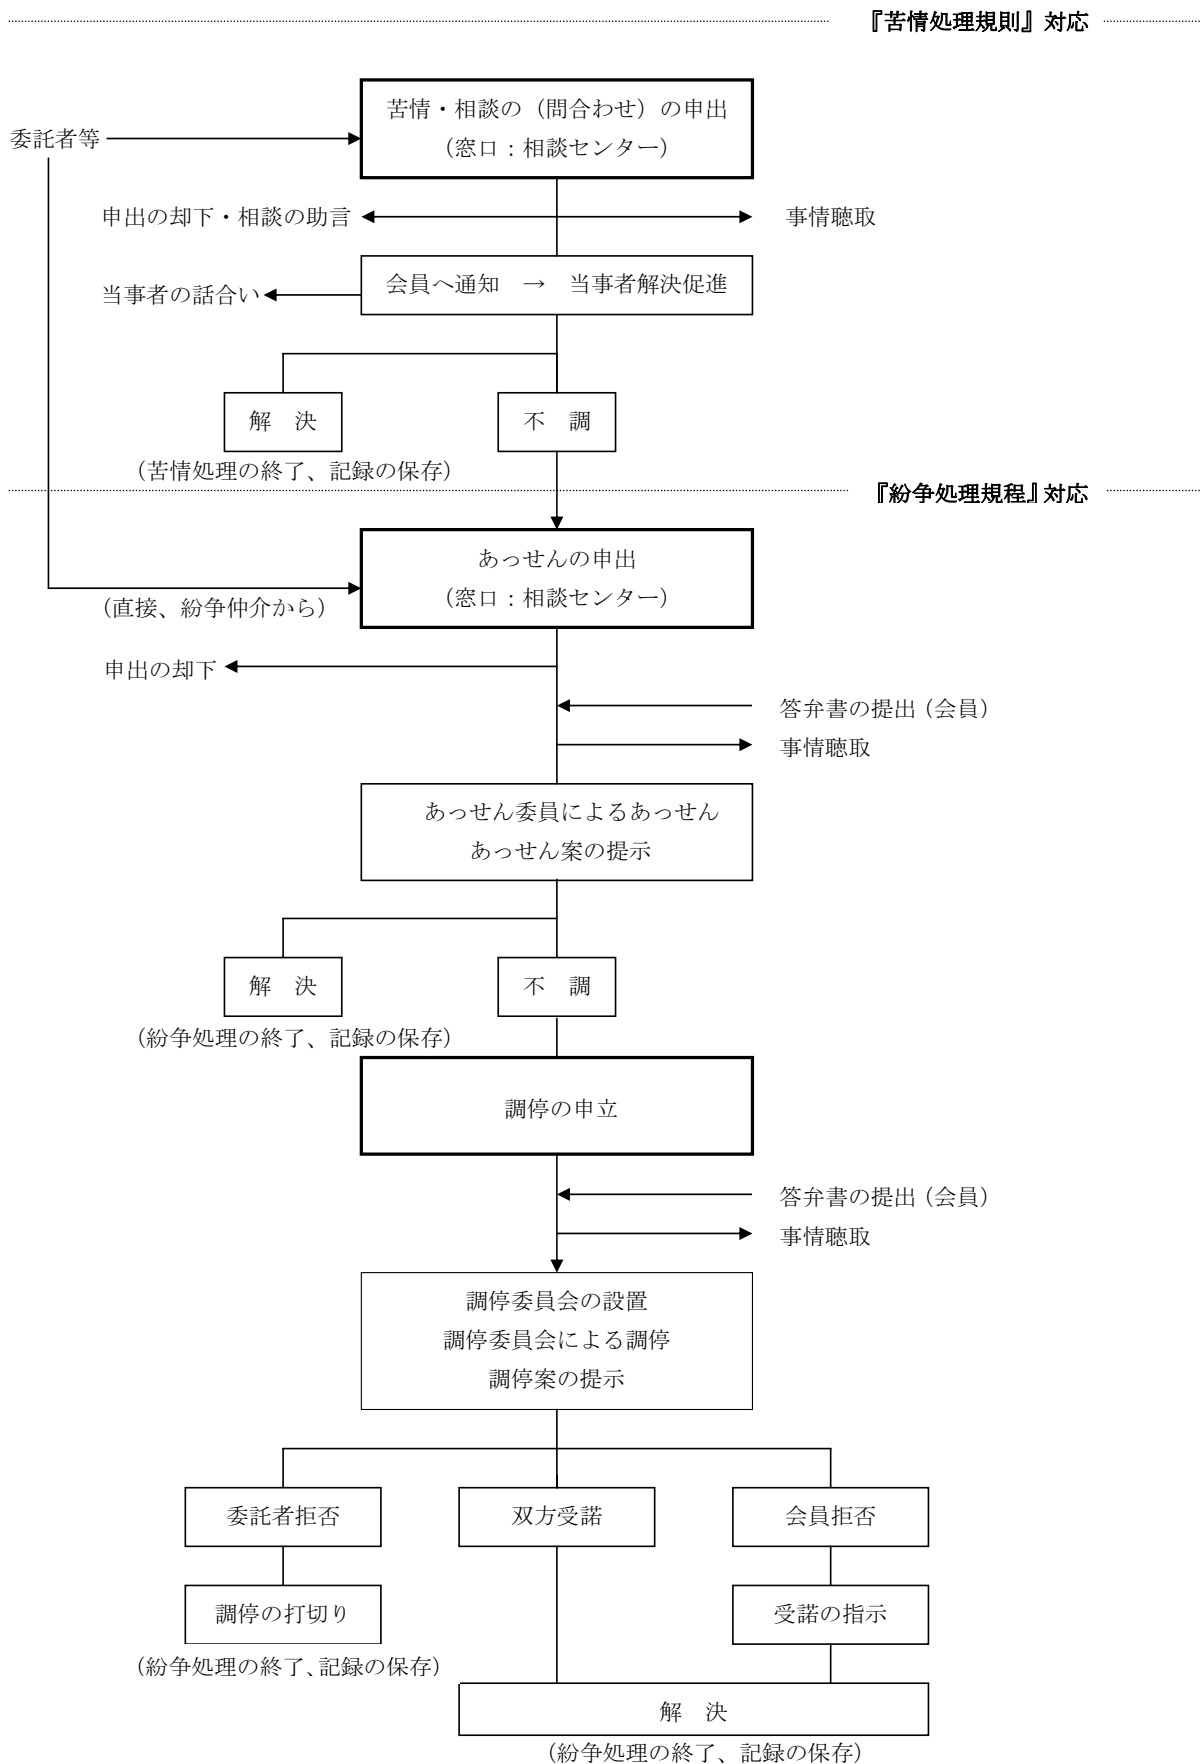 『苦情処理規則』対応
苦情・相談の（問合わせ）の申出
（窓口：相談センター）
委託者等
申出の却下・相談の助言
事情聴取
会員へ通知　→　当事者解決促進
当事者の話合い
解　決
不　調
（苦情処理の終了、記録の保存）
『紛争処理規程』対応
あっせんの申出
（窓口：相談センター）
（直接、紛争仲介から）
申出の却下
答弁書の提出（会員）
事情聴取
あっせん委員によるあっせん
あっせん案の提示
解　決
不　調
（紛争処理の終了、記録の保存）
調停の申立
答弁書の提出（会員）
事情聴取
調停委員会の設置
調停委員会による調停
調停案の提示
委託者拒否
双方受諾
会員拒否
調停の打切り
受諾の指示
（紛争処理の終了、記録の保存）
解　決
（紛争処理の終了、記録の保存）